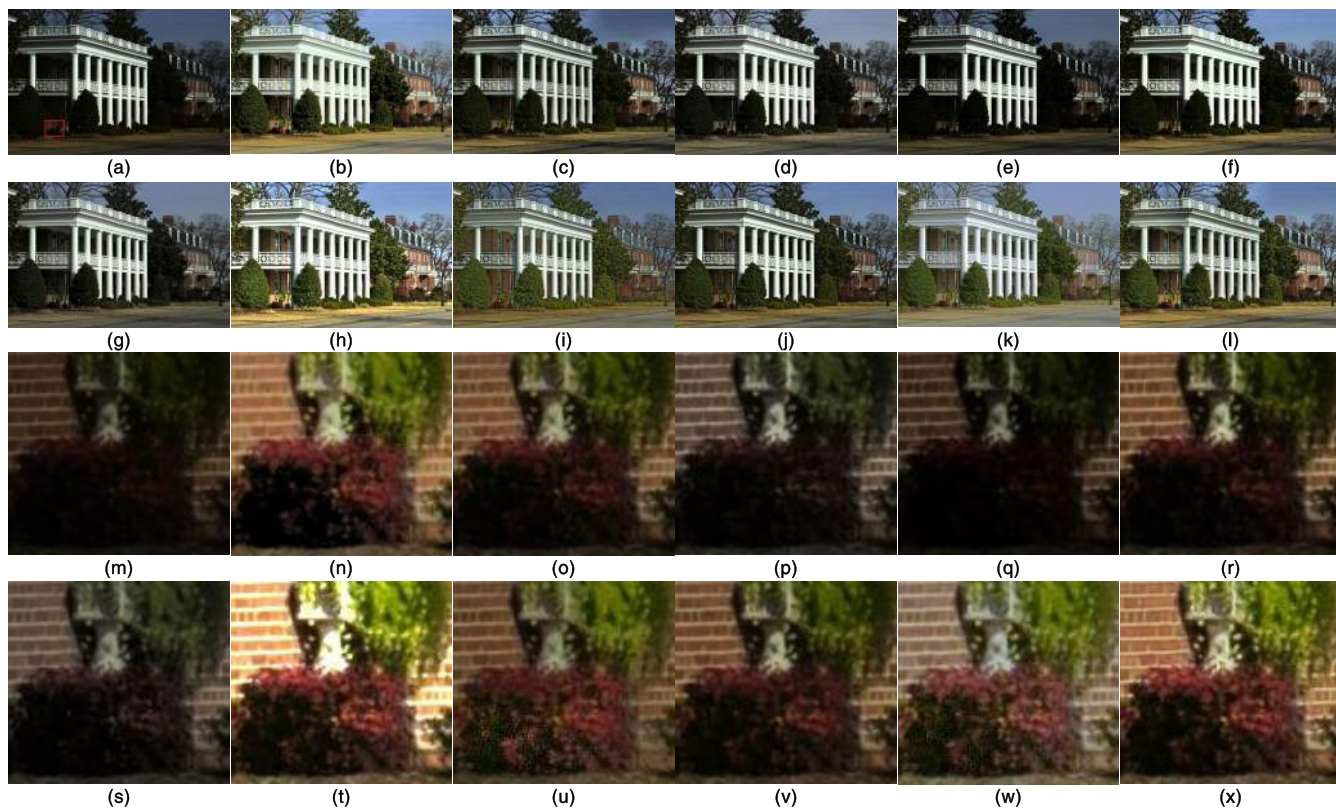 (a) (b) (c) (d) (e) (f)
(g) (h) (i) (j) (k) (l)
(m) (n) (o) (p) (q) (r)
(s) (t) (u) (v) (w) (x)